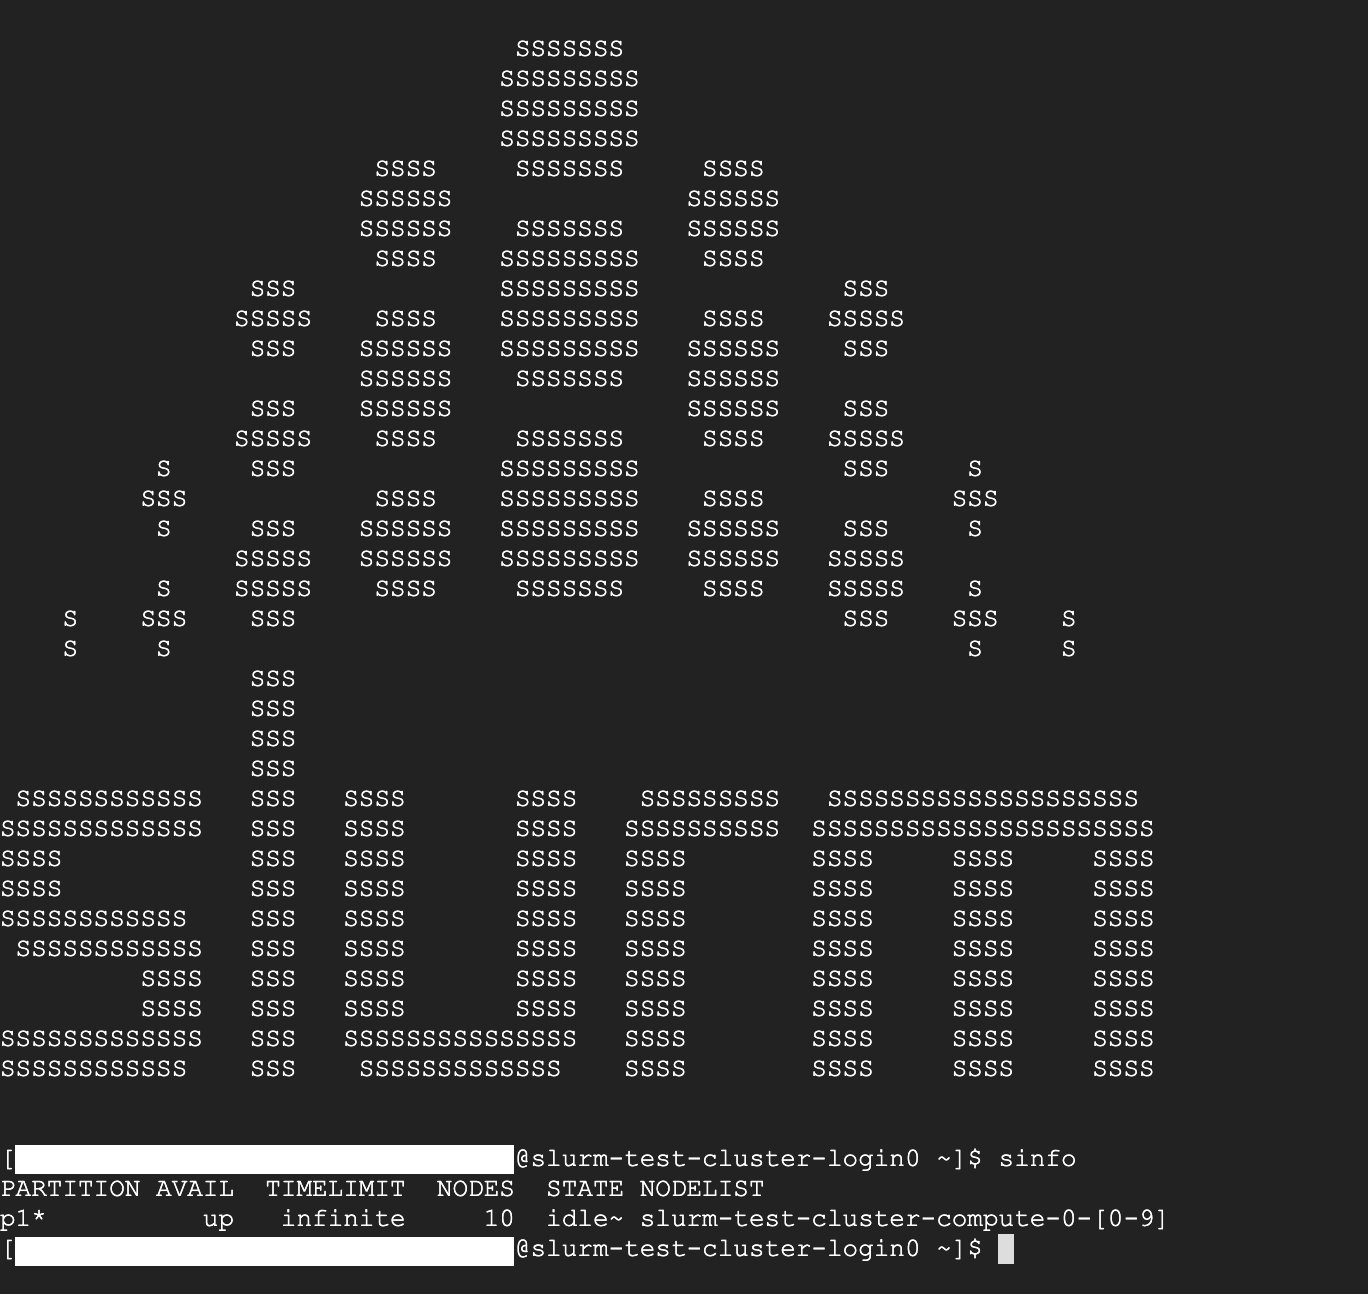 SSSSSSS
                                SSSSSSSSS
                                SSSSSSSSS
                                SSSSSSSSS
                        SSSS     SSSSSSS     SSSS
                       SSSSSS               SSSSSS
                       SSSSSS    SSSSSSS    SSSSSS
                        SSSS    SSSSSSSSS    SSSS
                SSS             SSSSSSSSS             SSS
               SSSSS    SSSS    SSSSSSSSS    SSSS    SSSSS
                SSS    SSSSSS   SSSSSSSSS   SSSSSS    SSS
                       SSSSSS    SSSSSSS    SSSSSS
                SSS    SSSSSS               SSSSSS    SSS
               SSSSS    SSSS     SSSSSSS     SSSS    SSSSS
          S     SSS             SSSSSSSSS             SSS     S
         SSS            SSSS    SSSSSSSSS    SSSS            SSS
          S     SSS    SSSSSS   SSSSSSSSS   SSSSSS    SSS     S
               SSSSS   SSSSSS   SSSSSSSSS   SSSSSS   SSSSS
          S    SSSSS    SSSS     SSSSSSS     SSSS    SSSSS    S
    S    SSS    SSS                                   SSS    SSS    S
    S     S                                                   S     S
                SSS
                SSS
                SSS
                SSS
 SSSSSSSSSSSS   SSS   SSSS       SSSS    SSSSSSSSS   SSSSSSSSSSSSSSSSSSSS
SSSSSSSSSSSSS   SSS   SSSS       SSSS   SSSSSSSSSS  SSSSSSSSSSSSSSSSSSSSSS
SSSS            SSS   SSSS       SSSS   SSSS        SSSS     SSSS     SSSS
SSSS            SSS   SSSS       SSSS   SSSS        SSSS     SSSS     SSSS
SSSSSSSSSSSS    SSS   SSSS       SSSS   SSSS        SSSS     SSSS     SSSS
 SSSSSSSSSSSS   SSS   SSSS       SSSS   SSSS        SSSS     SSSS     SSSS
         SSSS   SSS   SSSS       SSSS   SSSS        SSSS     SSSS     SSSS
         SSSS   SSS   SSSS       SSSS   SSSS        SSSS     SSSS     SSSS
SSSSSSSSSSSSS   SSS   SSSSSSSSSSSSSSS   SSSS        SSSS     SSSS     SSSS
SSSSSSSSSSSS    SSS    SSSSSSSSSSSSS    SSSS        SSSS     SSSS     SSSS
[@slurm-test-cluster-login0 ~]$ sinfo
PARTITION AVAIL  TIMELIMIT  NODES  STATE NODELIST
p1*          up   infinite     10  idle~ slurm-test-cluster-compute-0-[0-9]
[@slurm-test-cluster-login0 ~]$